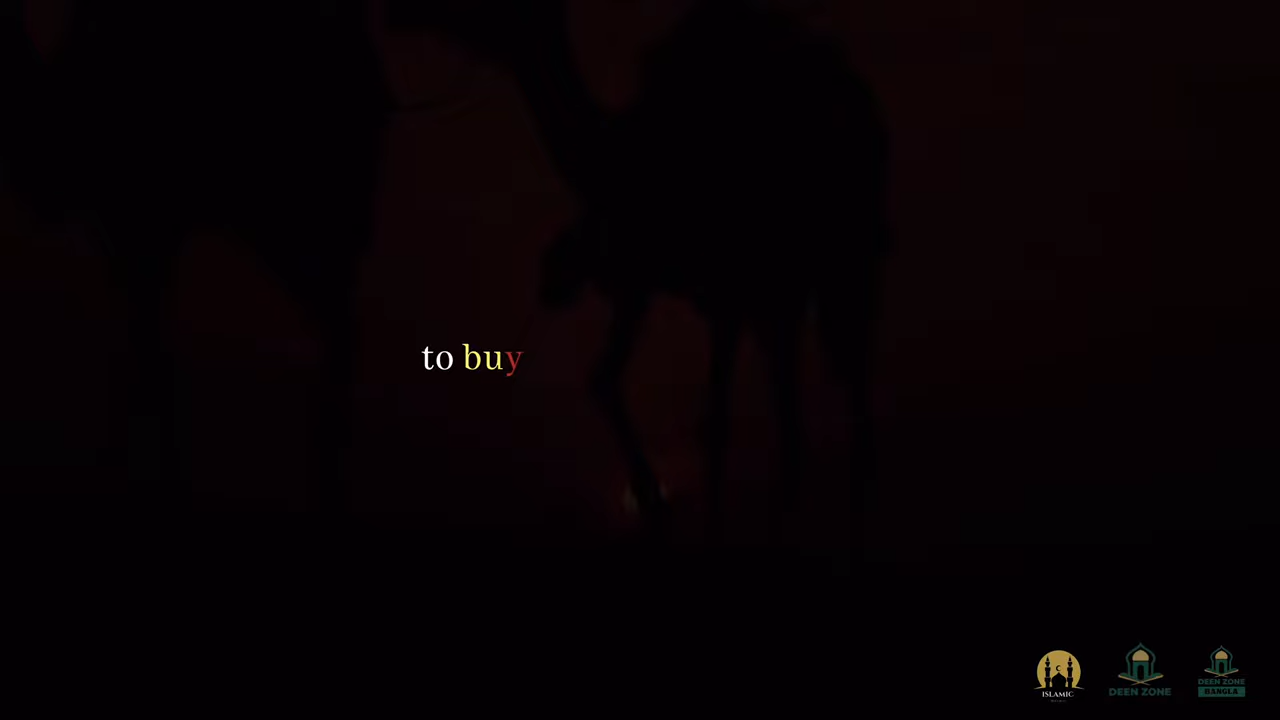 to buy
ISLAMIC
DEEN ZONE
DEEN ZONE
BANGLA